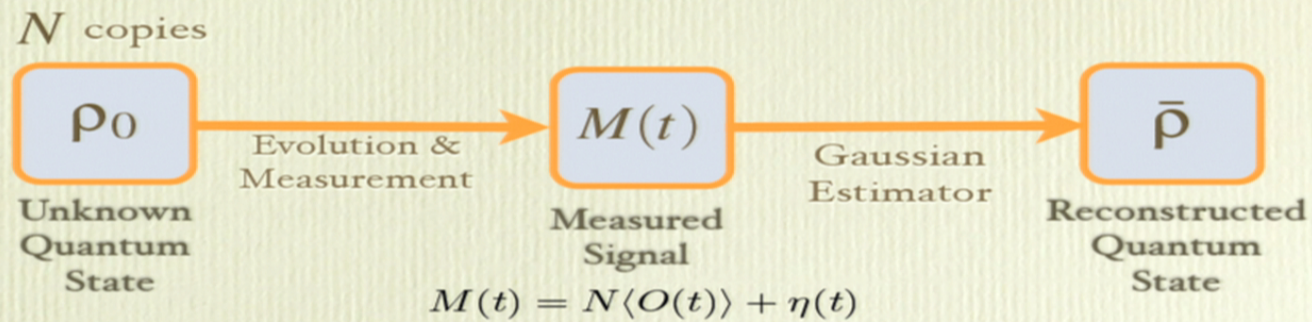 N copies
ρ₀
Evolution &
Measurement
Unknown
Quantum
State
M(t)
Measured
Signal
Gaussian
Estimator
ρ̄
Reconstructed
Quantum
State
M(t) = N⟨O(t)⟩ + η(t)